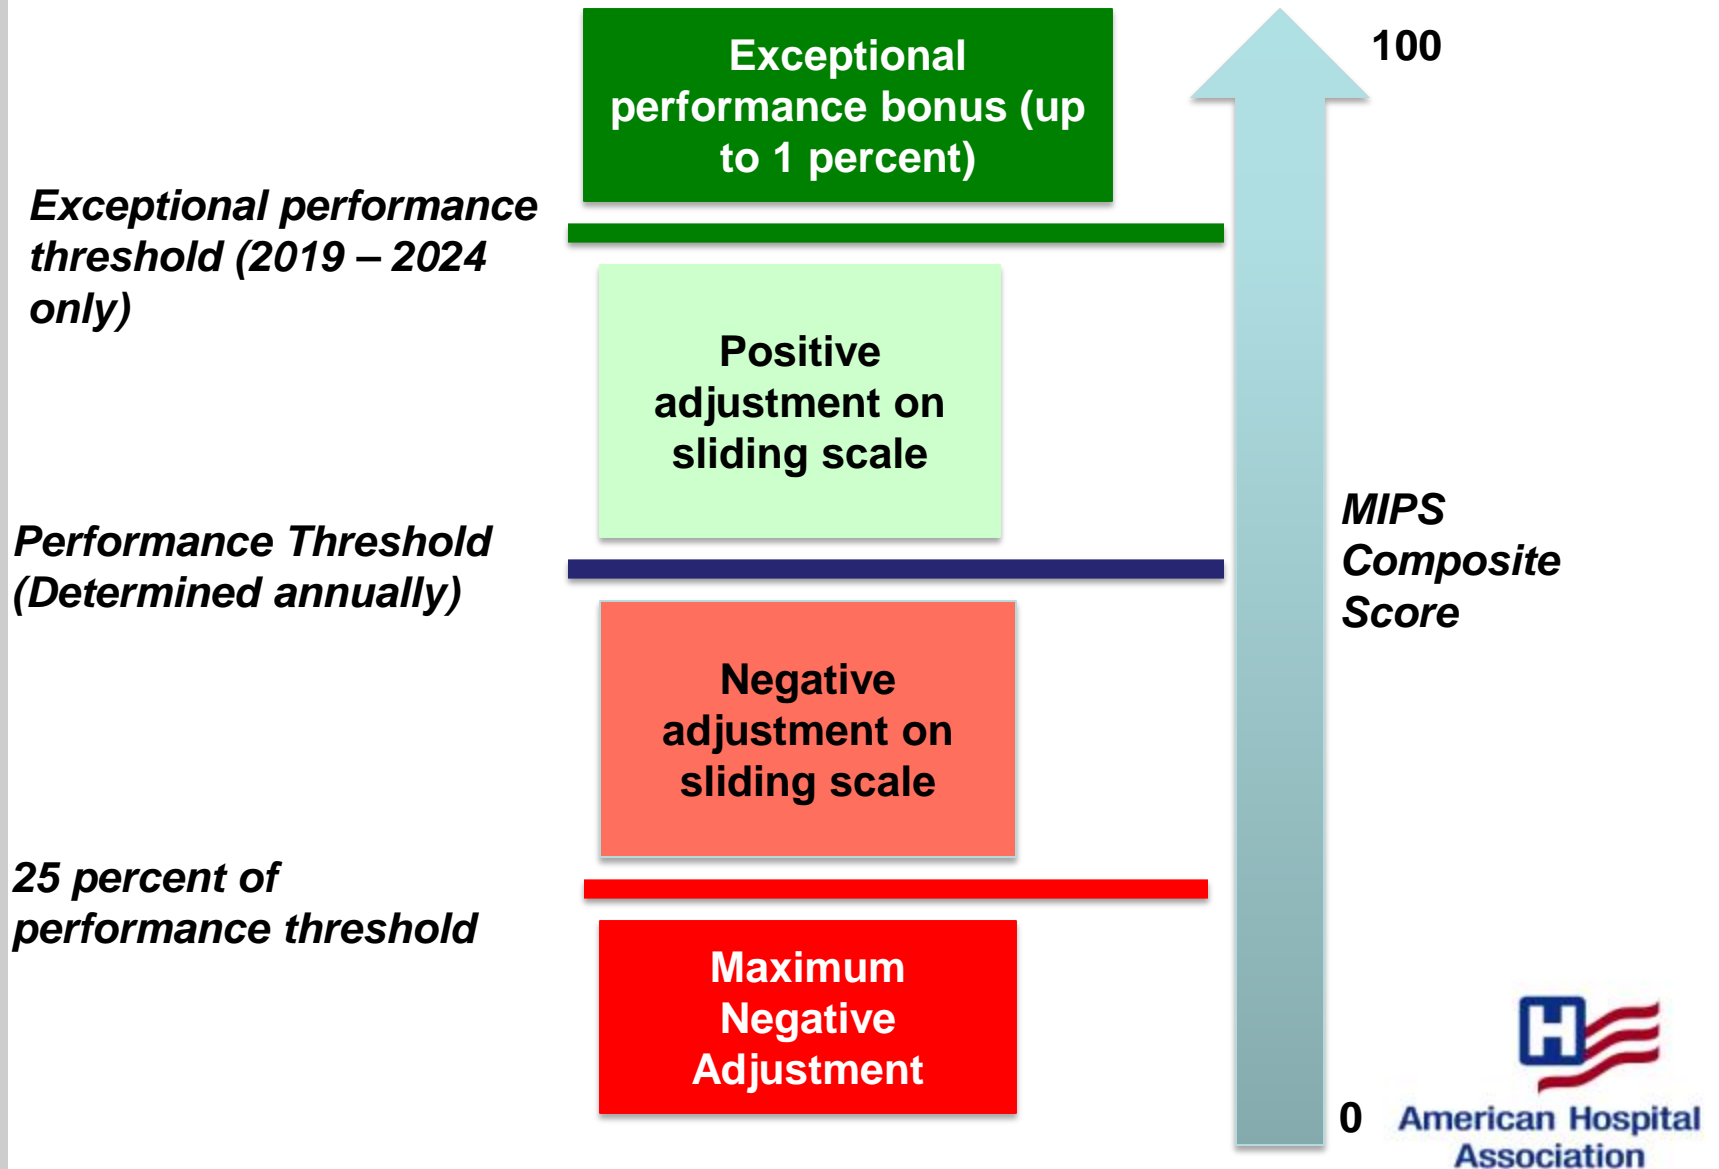 Exceptional
performance bonus (up
to 1 percent)
100
Exceptional performance
threshold (2019 – 2024
only)
Positive
adjustment on
sliding scale
MIPS
Composite
Score
Performance Threshold
(Determined annually)
Negative
adjustment on
sliding scale
25 percent of
performance threshold
Maximum
Negative
Adjustment
0
H
American Hospital
Association